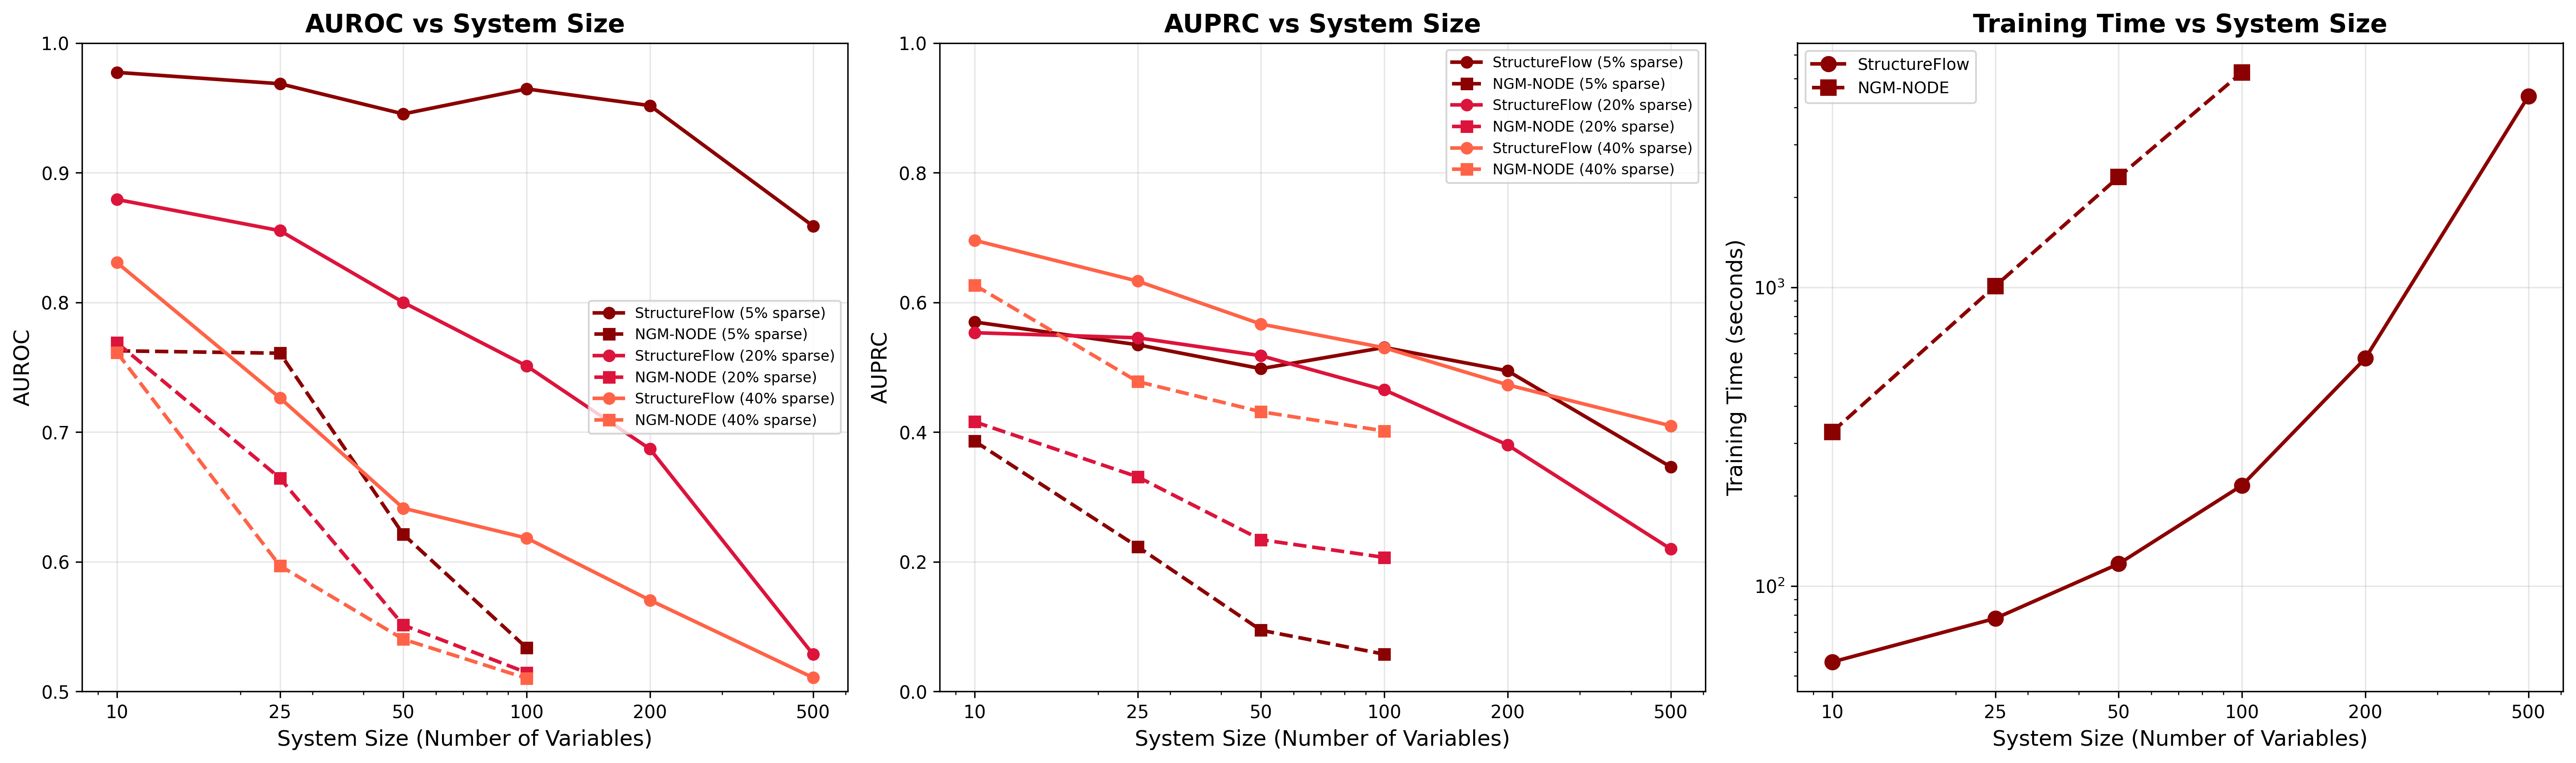 AUROC vs System Size
1.0
0.9
0.8
0.7
0.6
0.5
AUROC
StructureFlow (5% sparse)
NGM-NODE (5% sparse)
StructureFlow (20% sparse)
NGM-NODE (20% sparse)
StructureFlow (40% sparse)
NGM-NODE (40% sparse)
10 25 50 100 200 500
System Size (Number of Variables)
AUPRC vs System Size
1.0
0.8
0.6
0.4
0.2
0.0
AUPRC
StructureFlow (5% sparse)
NGM-NODE (5% sparse)
StructureFlow (20% sparse)
NGM-NODE (20% sparse)
StructureFlow (40% sparse)
NGM-NODE (40% sparse)
10 25 50 100 200 500
System Size (Number of Variables)
Training Time vs System Size
StructureFlow
NGM-NODE
10³
10²
Training Time (seconds)
10 25 50 100 200 500
System Size (Number of Variables)